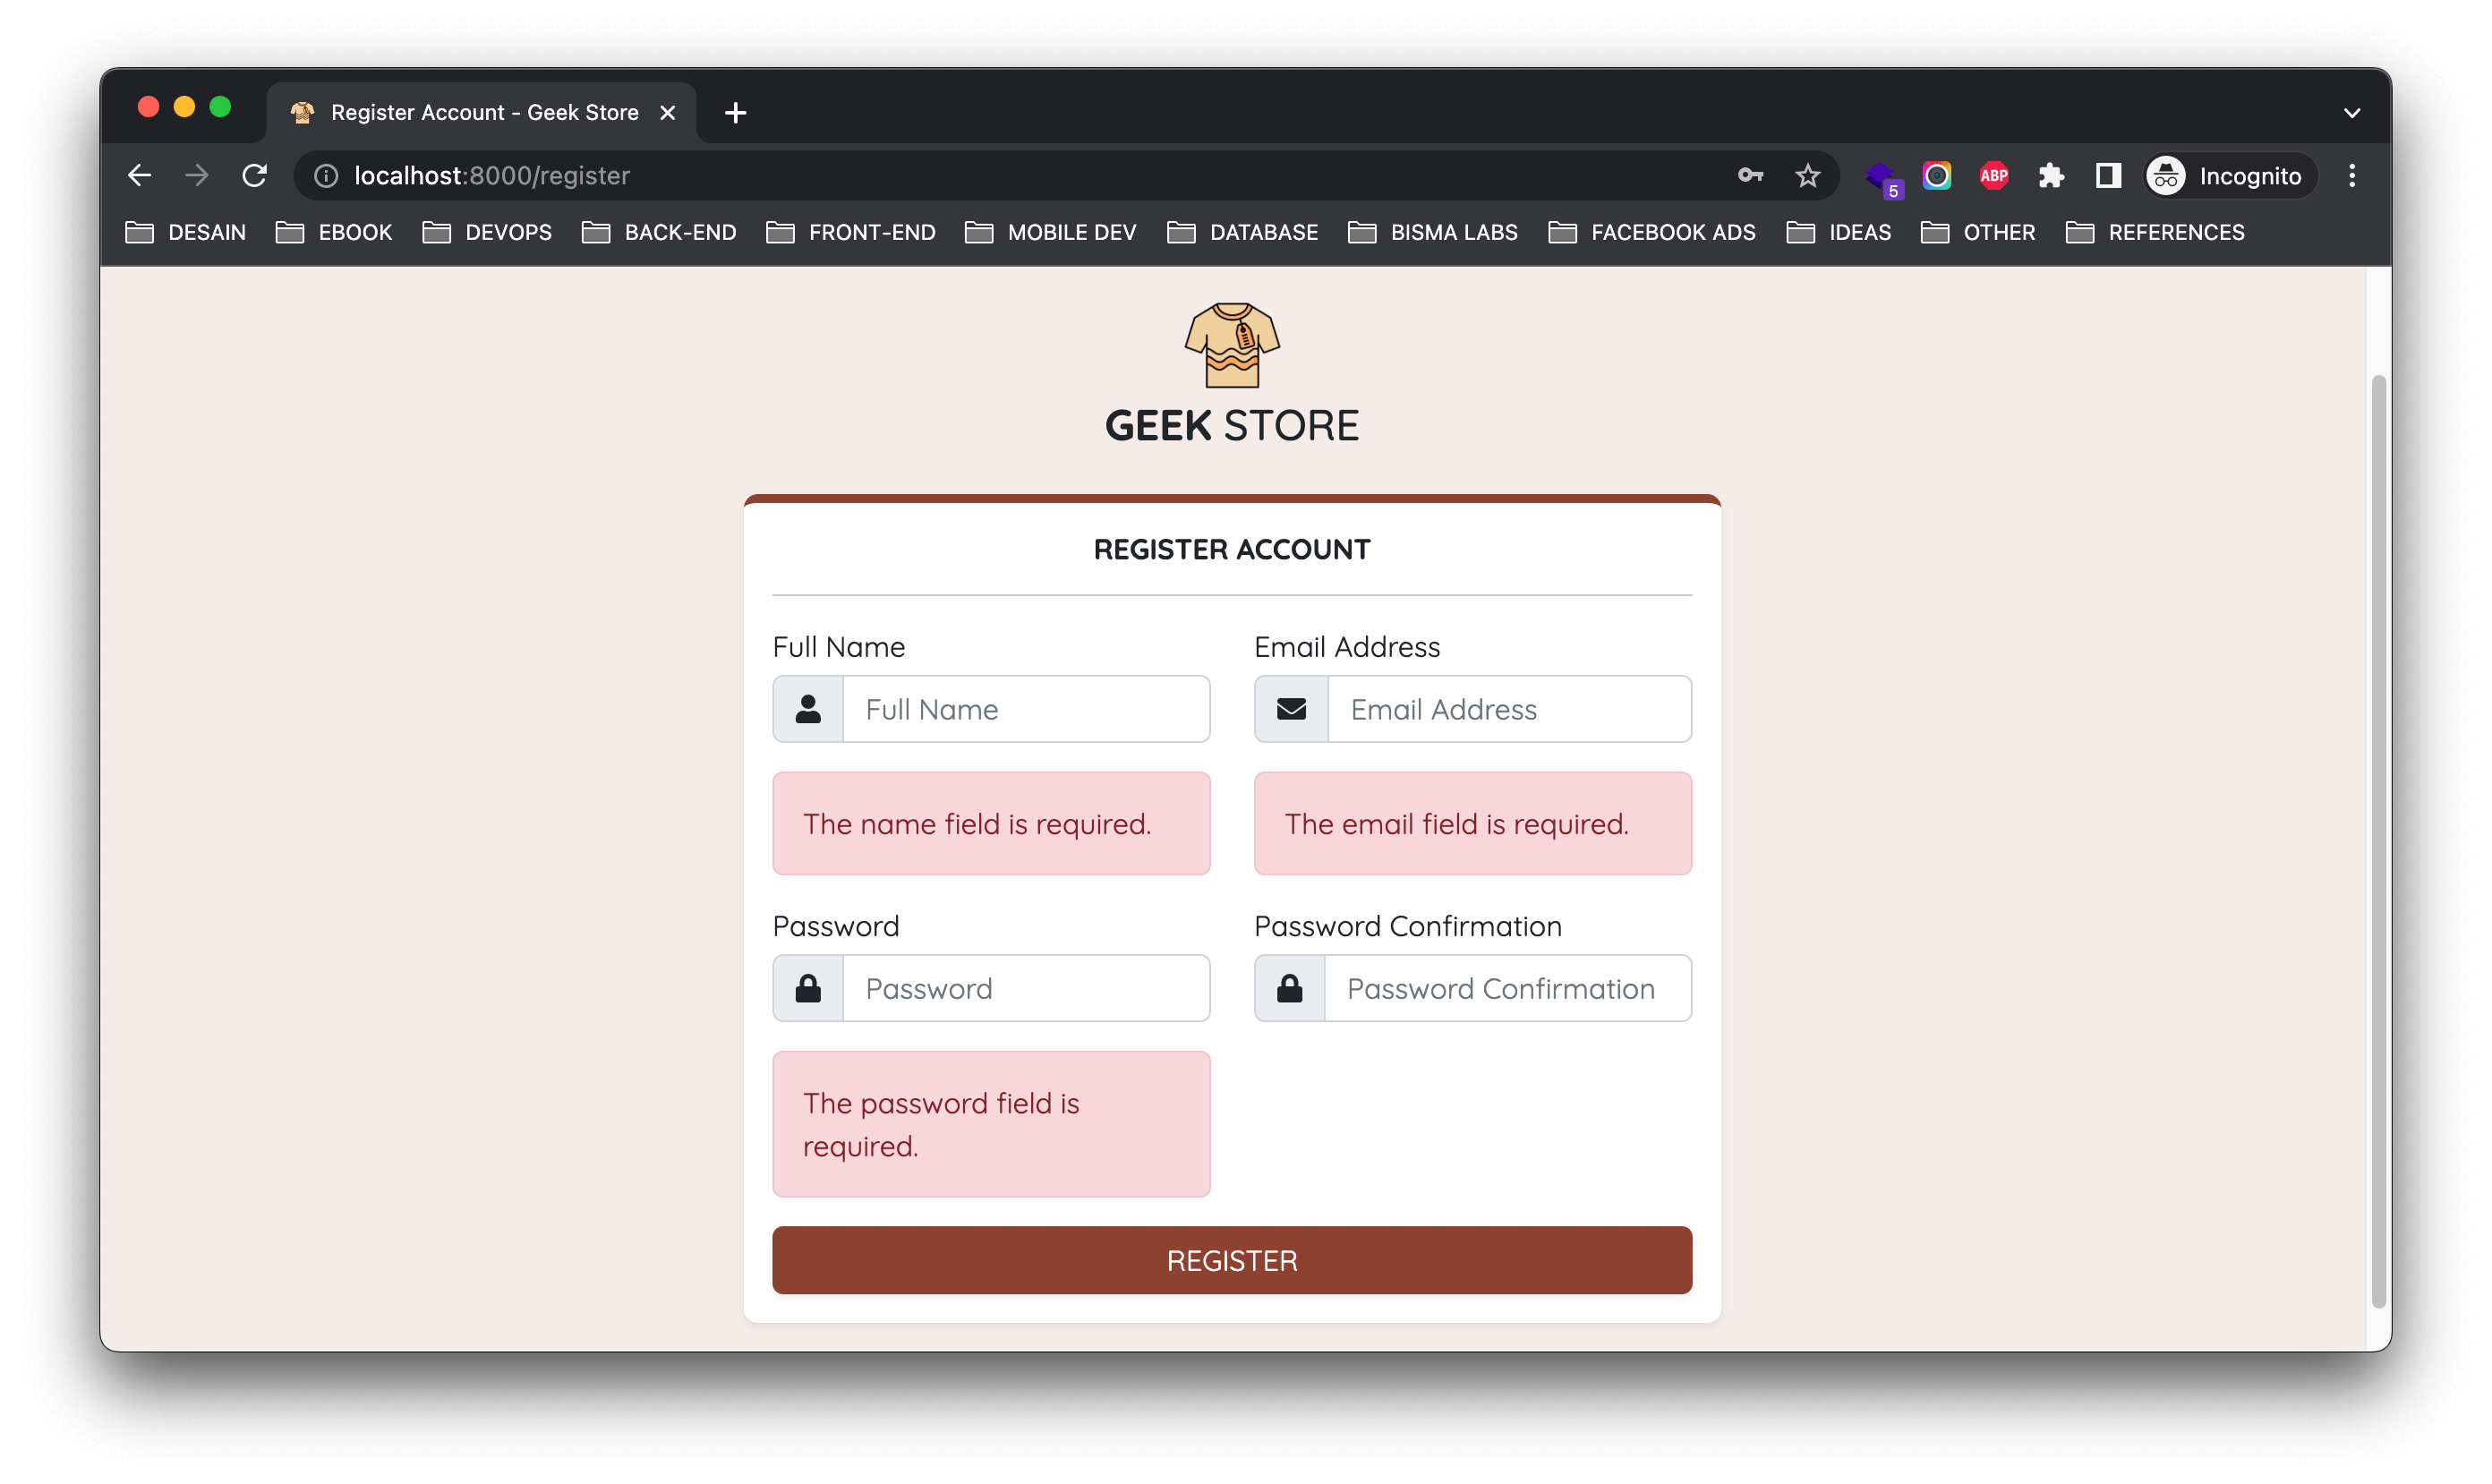 Register Account - Geek Store
localhost:8000/register
5
ABP
Incognito
DESAIN EBOOK DEVOPS BACK-END FRONT-END MOBILE DEV DATABASE BISMA LABS FACEBOOK ADS IDEAS OTHER REFERENCES
GEEK STORE
REGISTER ACCOUNT
Full Name
Email Address
Full Name
Email Address
The name field is required.
The email field is required.
Password
Password Confirmation
Password
Password Confirmation
The password field is
required.
REGISTER